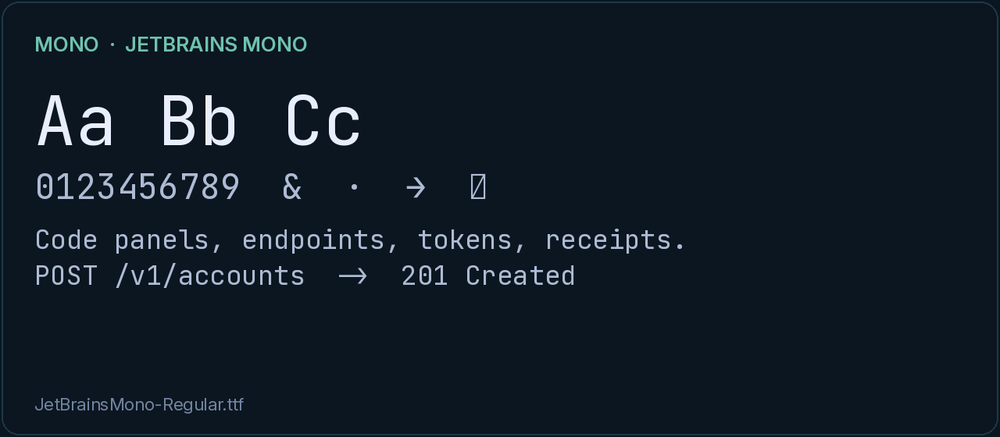 MONO · JETBRAINS MONO
Aa Bb Cc
0123456789 & · →
Code panels, endpoints, tokens, receipts.
POST /v1/accounts --> 201 Created
JetBrainsMono-Regular.ttf